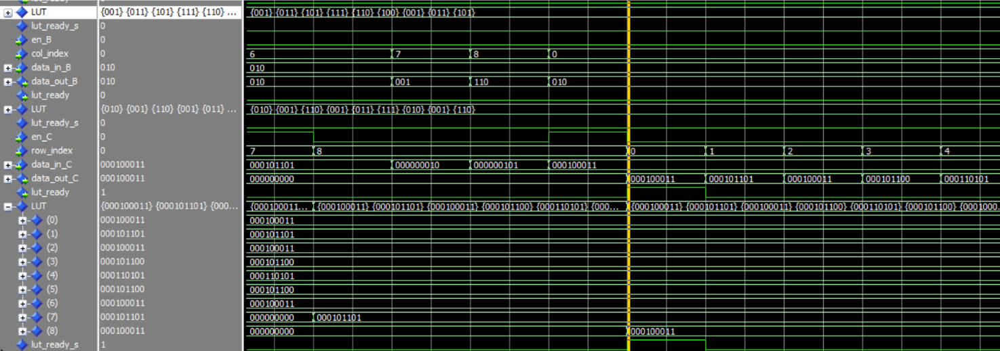 LUT {001} {011} {101} {111} {110} ... {001} {011} {101} {111} {110} {100} {001} {011} {101}
lut_ready_s 0
en_B 0
col_index 0 6 7 8 0
data_in_B 010 010
data_out_B 010 010 001 110 010
lut_ready 0
LUT {010} {001} {110} {001} {011} ... {010} {001} {110} {001} {011} {111} {010} {001} {110}
lut_ready_s 0
en_C 0
row_index 0 7 8 0 1 2 3 4
data_in_C 000100011 000101101 000000010 000000101 000100011
data_out_C 000100011 000000000 000100011 000101101 000100011 000101100 000110101
lut_ready 1
LUT {000100011} {000101101} {000... {000100011... {000100011} {000101101} {000100011} {000101100} {000110101} {000... {000100011} {000101101} {000100011} {000101100} {000110101} {000101100} {0001000...
(0) 000100011 000100011
(1) 000101101 000101101
(2) 000100011 000100011
(3) 000101100 000101100
(4) 000110101 000110101
(5) 000101100 000101100
(6) 000100011 000100011
(7) 000101101 000000000 000101101
(8) 000100011 000000000 000100011
lut_ready_s 1